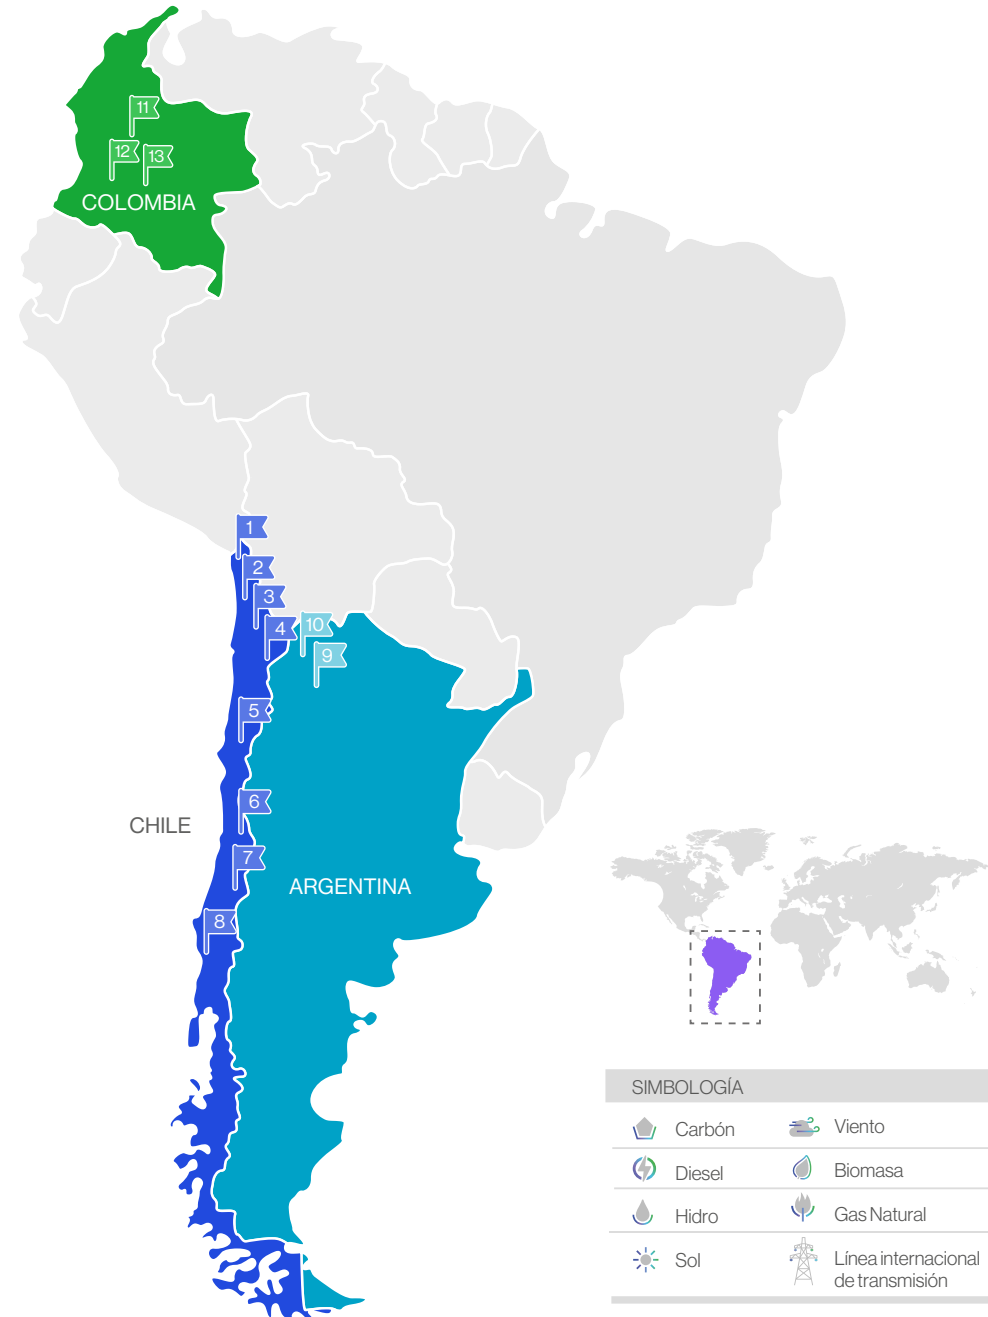 11
12
13
COLOMBIA
1
2
3
4
10
9
5
6
CHILE
7
ARGENTINA
8
SIMBOLOGÍA
Carbón
Viento
Diesel
Biomasa
Hidro
Gas Natural
Sol
Línea internacional
de transmisión